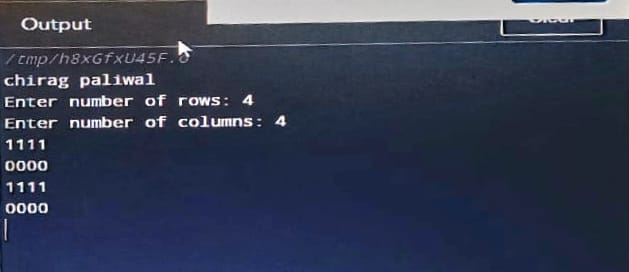 Output
/tmp/h8xGfxU45F.o
chirag paliwal
Enter number of rows: 4
Enter number of columns: 4
1111
0000
1111
0000